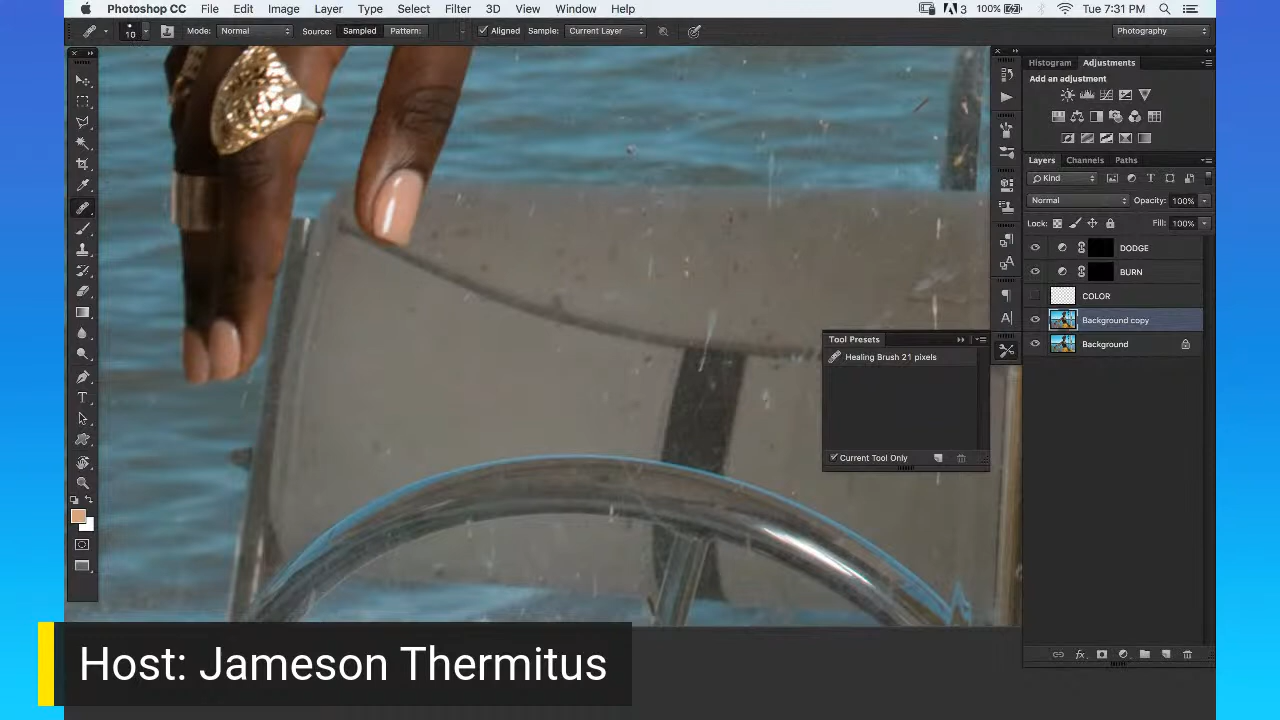 Photoshop CC File Edit Image Layer Type Select Filter 3D View Window Help 3 100% Tue 7:31 PM
10 Mode: Normal Source: Sampled Pattern: Aligned Sample: Current Layer Photography
Histogram Adjustments
Add an adjustment
Layers Channels Paths
Kind
Normal Opacity: 100%
Lock: Fill: 100%
DODGE
BURN
COLOR
Background copy
Background
Tool Presets
Healing Brush 21 pixels
Current Tool Only
Host: Jameson Thermitus